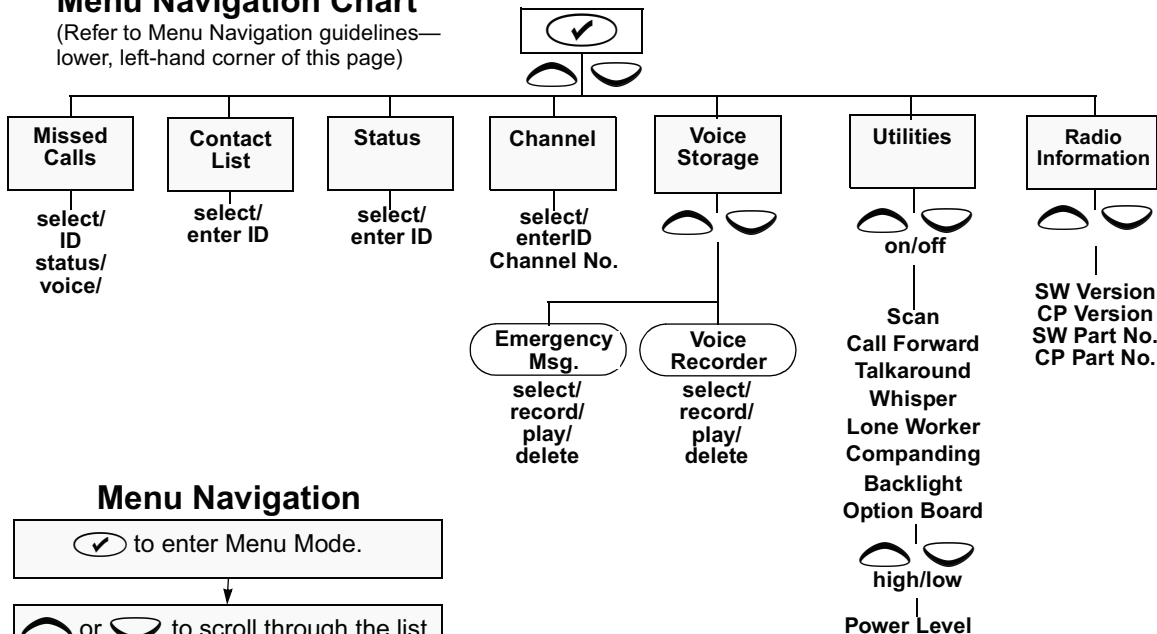 Menu Navigation Chart
(Refer to Menu Navigation guidelines—
lower, left-hand corner of this page)
Missed
Calls
select/
ID
status/
voice/
Contact
List
select/
enter ID
Status
select/
enter ID
Channel
select/
enterID
Channel No.
Voice
Storage
Emergency
Msg.
select/
record/
play/
delete
Voice
Recorder
select/
record/
play/
delete
Utilities
on/off
Scan
Call Forward
Talkaround
Whisper
Lone Worker
Companding
Backlight
Option Board
high/low
Power Level
Radio
Information
SW Version
CP Version
SW Part No.
CP Part No.
Menu Navigation
to enter Menu Mode.
or to scroll through the list